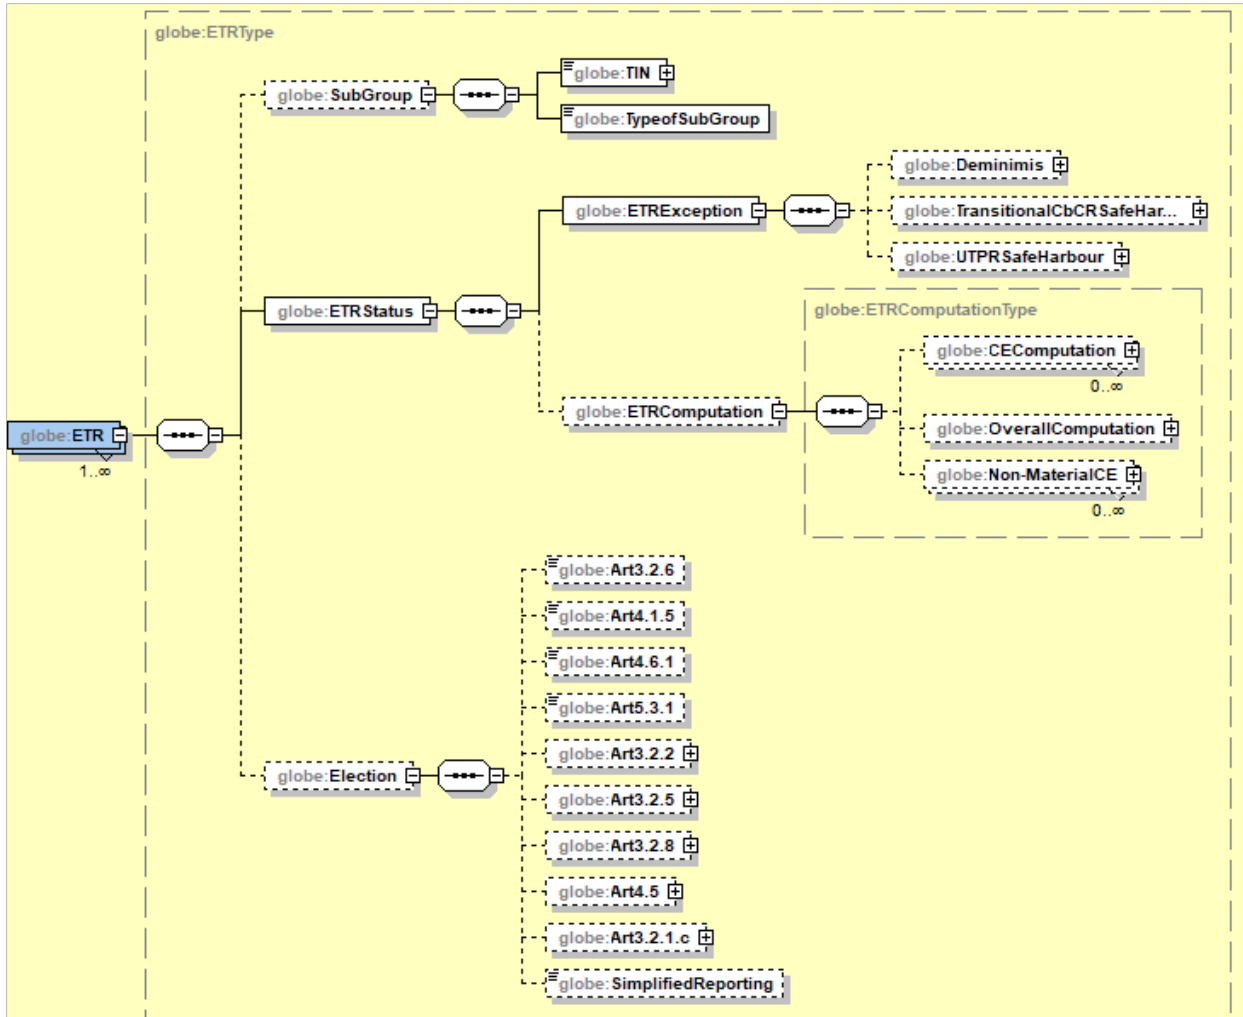 globe:ETRType
globe:SubGroup
globe:TIN
globe:TypeofSubGroup
globe:Deminimis
globe:ETRException
globe:TransitionalCbCRSafeHar...
globe:UTPRSafeHarbour
globe:ETRStatus
globe:ETRComputationType
globe:CEComputation
0..∞
globe:ETRComputation
globe:OverallComputation
globe:Non-MaterialCE
0..∞
globe:ETR
1..∞
globe:Art3.2.6
globe:Art4.1.5
globe:Art4.6.1
globe:Art5.3.1
globe:Art3.2.2
globe:Election
globe:Art3.2.5
globe:Art3.2.8
globe:Art4.5
globe:Art3.2.1.c
globe:SimplifiedReporting